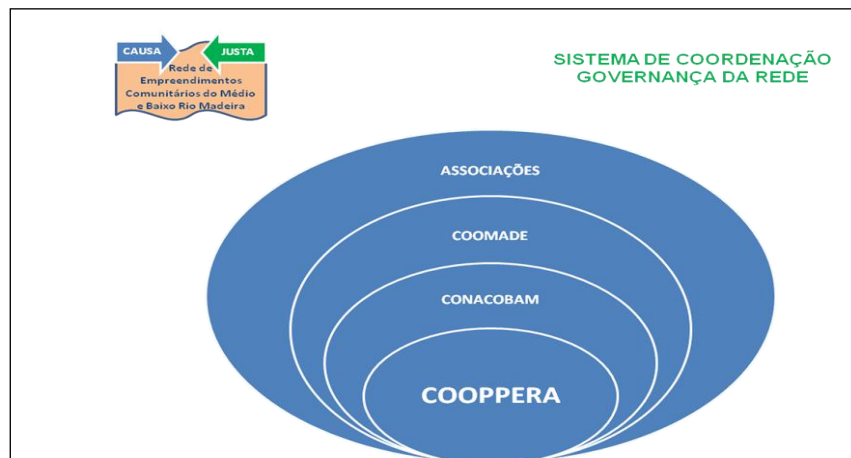 CAUSA JUSTA
Rede de
Empreendimentos
Comunitários do Médio
e Baixo Rio Madeira
SISTEMA DE COORDENAÇÃO
GOVERNANÇA DA REDE
ASSOCIAÇÕES
COOMADE
CONACOBAM
COOPPERA